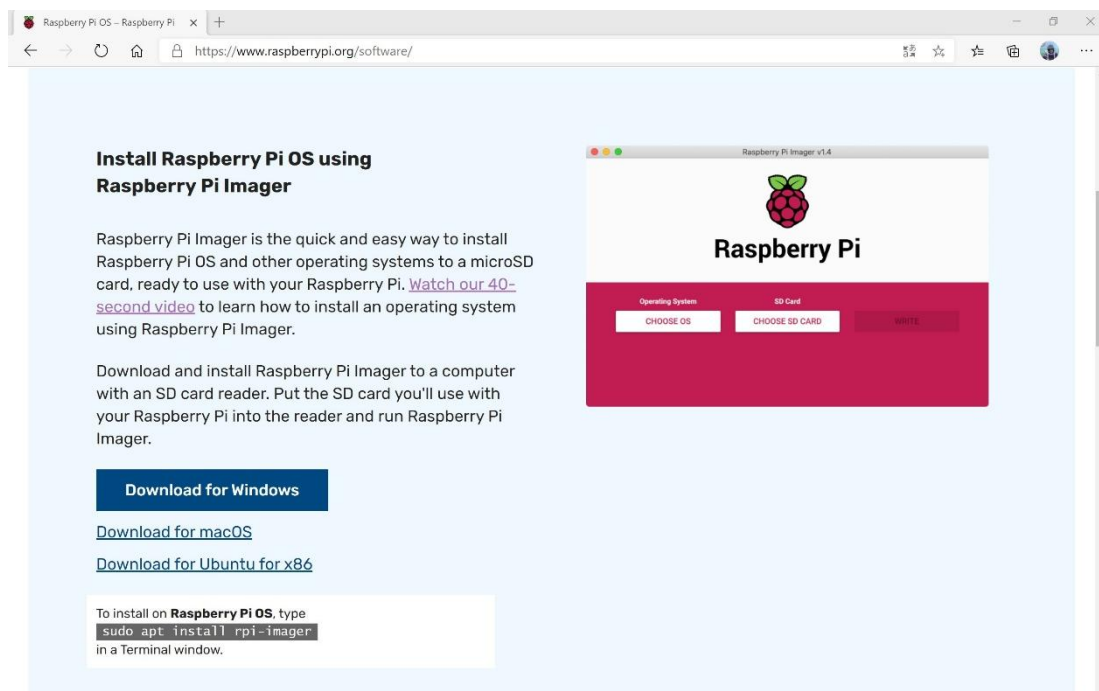 Raspberry Pi OS – Raspberry Pi
https://www.raspberrypi.org/software/
Install Raspberry Pi OS using
Raspberry Pi Imager
Raspberry Pi Imager is the quick and easy way to install
Raspberry Pi OS and other operating systems to a microSD
card, ready to use with your Raspberry Pi. Watch our 40-
second video to learn how to install an operating system
using Raspberry Pi Imager.
Download and install Raspberry Pi Imager to a computer
with an SD card reader. Put the SD card you'll use with
your Raspberry Pi into the reader and run Raspberry Pi
Imager.
Download for Windows
Download for macOS
Download for Ubuntu for x86
To install on Raspberry Pi OS, type
sudo apt install rpi-imager
in a Terminal window.
Raspberry Pi Imager v1.4
Raspberry Pi
Operating System SD Card
CHOOSE OS CHOOSE SD CARD WRITE